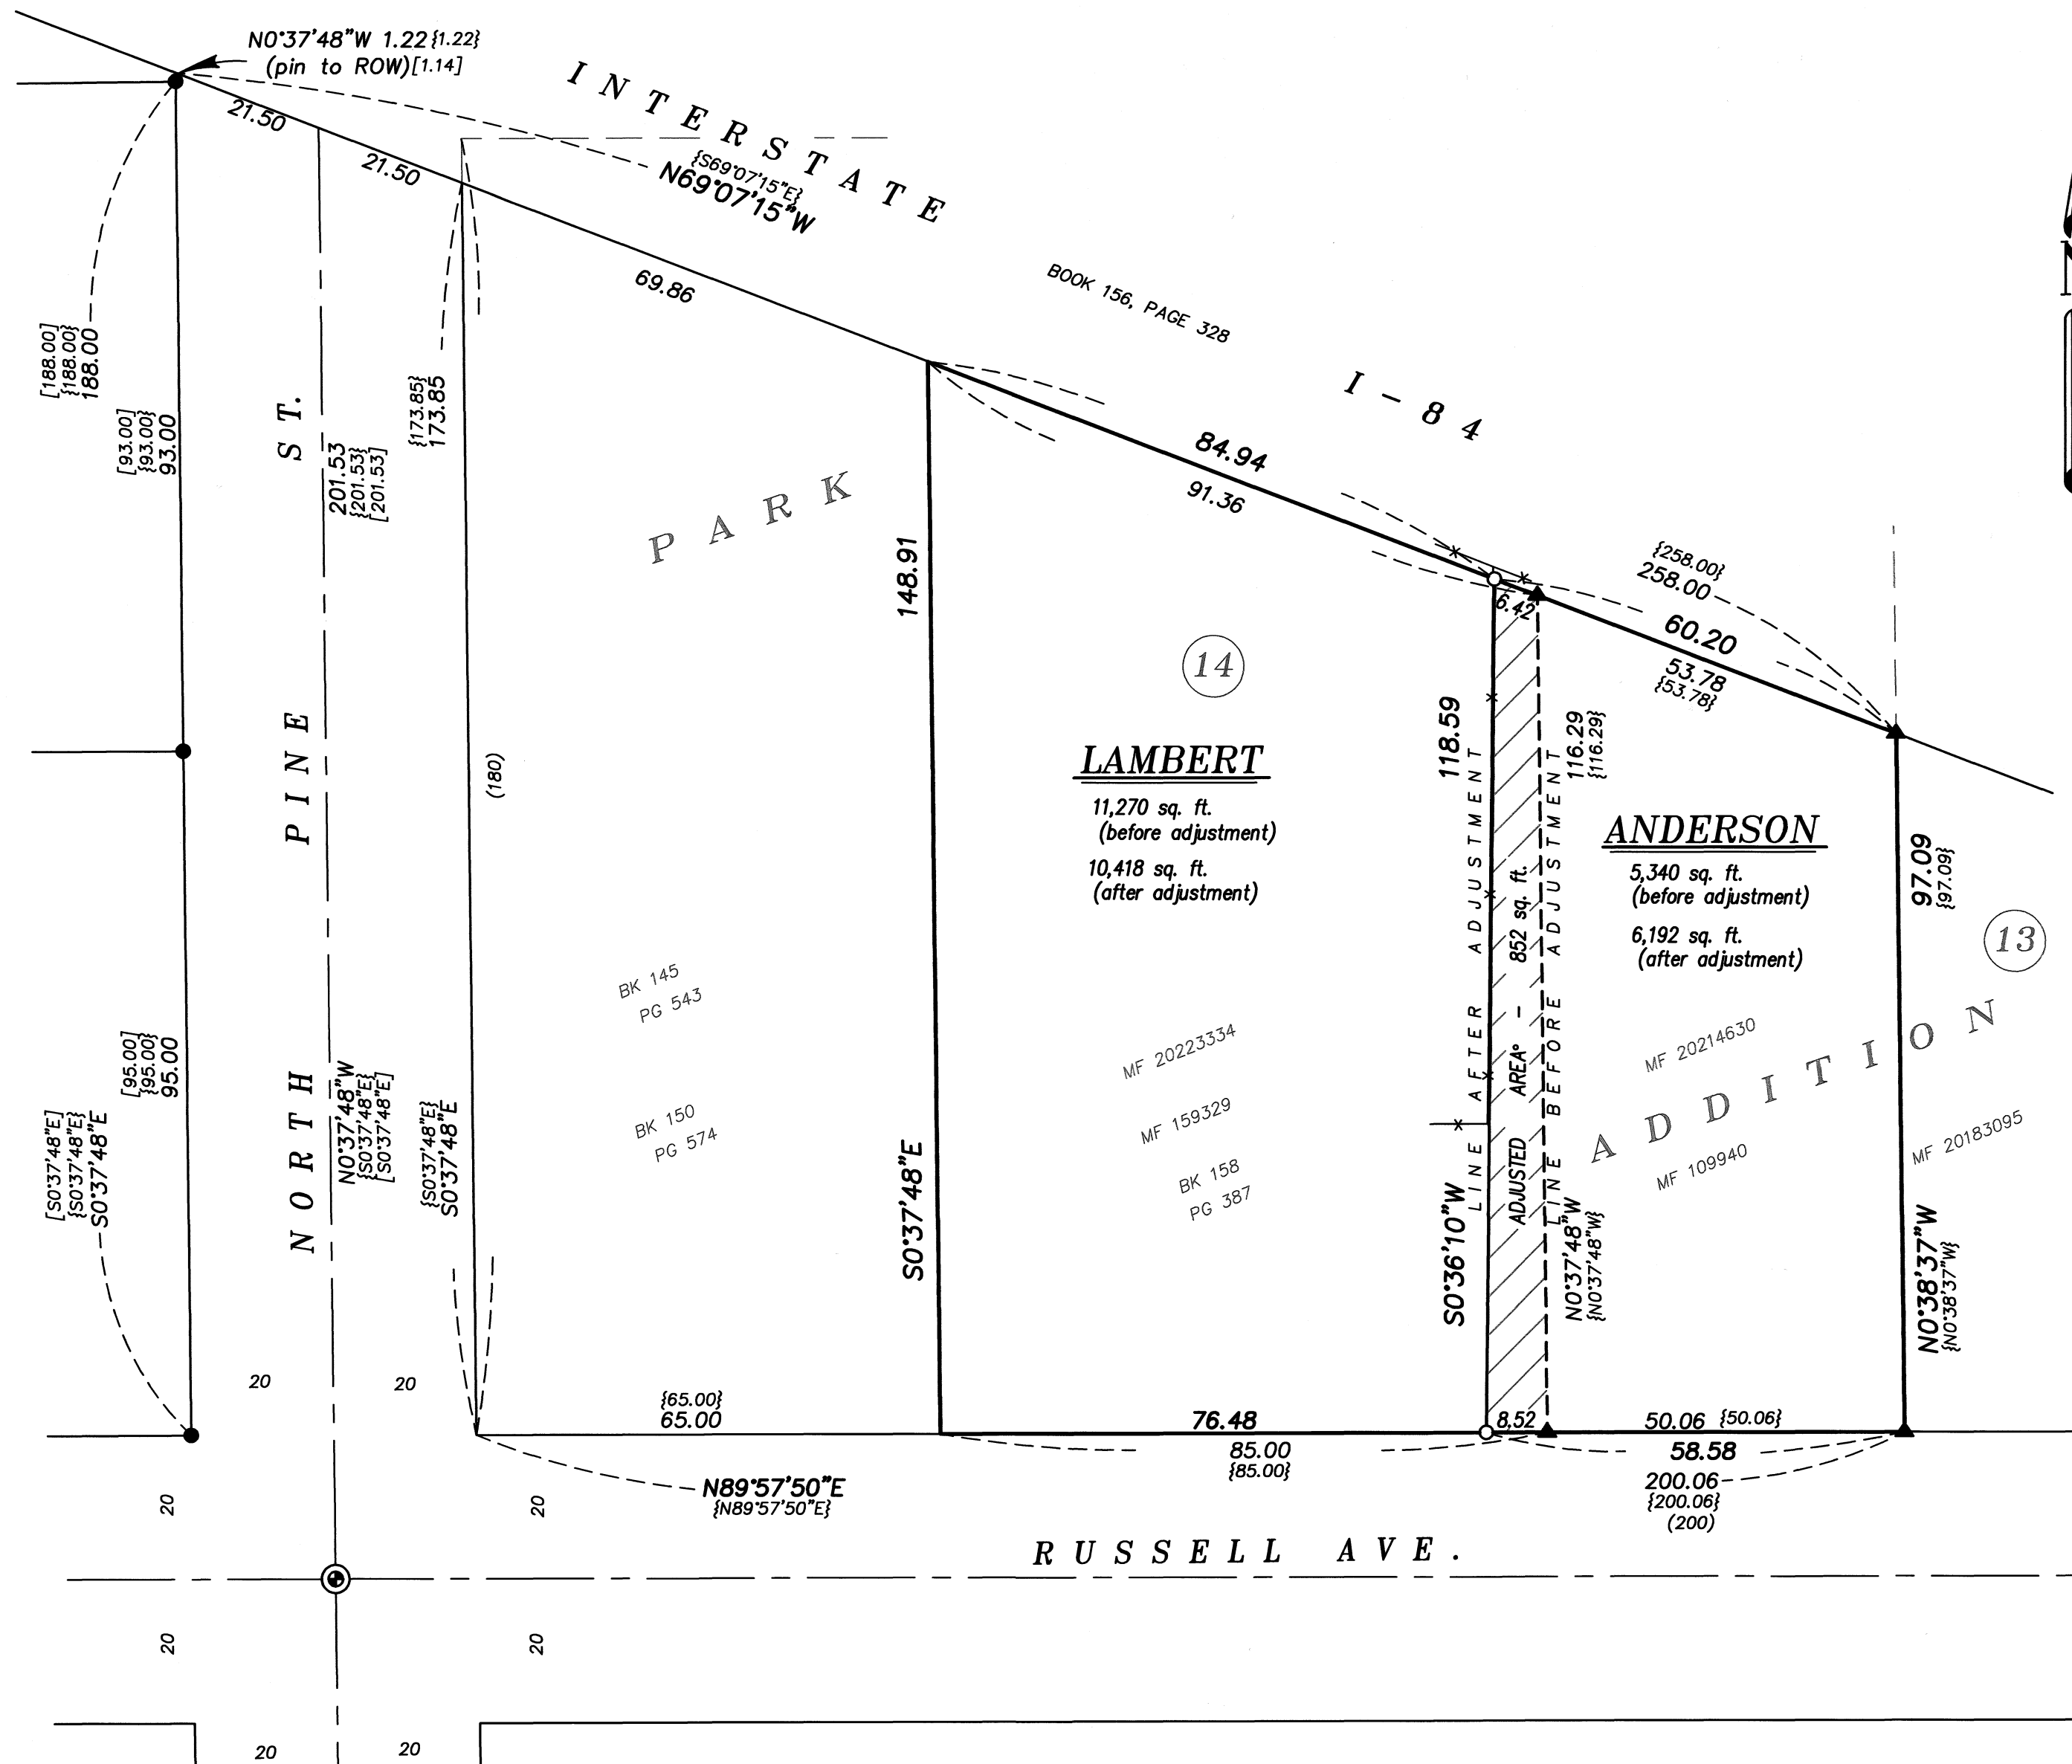 N0°37'48"W 1.22 {1.22}
(pin to ROW) [1.14]
21.50
21.50
INTERSTATE
{S69°07'15"E}
N69°07'15"W
69.86
BOOK 156, PAGE 328
I-84
[188.00]
{188.00}
188.00
[93.00]
{93.00}
93.00
NORTH PINE ST.
201.53
{201.53}
[201.53]
{173.85}
173.85
PARK
148.91
84.94
91.36
6.42
{258.00}
258.00
60.20
53.78
{53.78}
14
(180)
LAMBERT
11,270 sq. ft.
(before adjustment)
10,418 sq. ft.
(after adjustment)
118.59
LINE AFTER ADJUSTMENT
ADJUSTED AREA° - 852 sq. ft.
LINE BEFORE ADJUSTMENT
116.29
{116.29}
ANDERSON
5,340 sq. ft.
(before adjustment)
6,192 sq. ft.
(after adjustment)
97.09
{97.09}
13
BK 145
PG 543
BK 150
PG 574
MF 20223334
MF 159329
BK 158
PG 387
MF 20214630
ADDITION
MF 109940
MF 20183095
[95.00]
{95.00}
95.00
[S0°37'48"E]
{S0°37'48"E}
S0°37'48"E
N0°37'48"W
{S0°37'48"E}
[S0°37'48"E]
{S0°37'48"E}
S0°37'48"E
S0°37'48"E
S0°36'10"W
N0°37'48"W
{N0°37'48"W}
N0°38'37"W
{N0°38'37"W}
20
20
{65.00}
65.00
76.48
8.52
50.06 {50.06}
85.00
{85.00}
58.58
200.06
{200.06}
(200)
N89°57'50"E
{N89°57'50"E}
20
20
RUSSELL AVE.
20
20
20
20